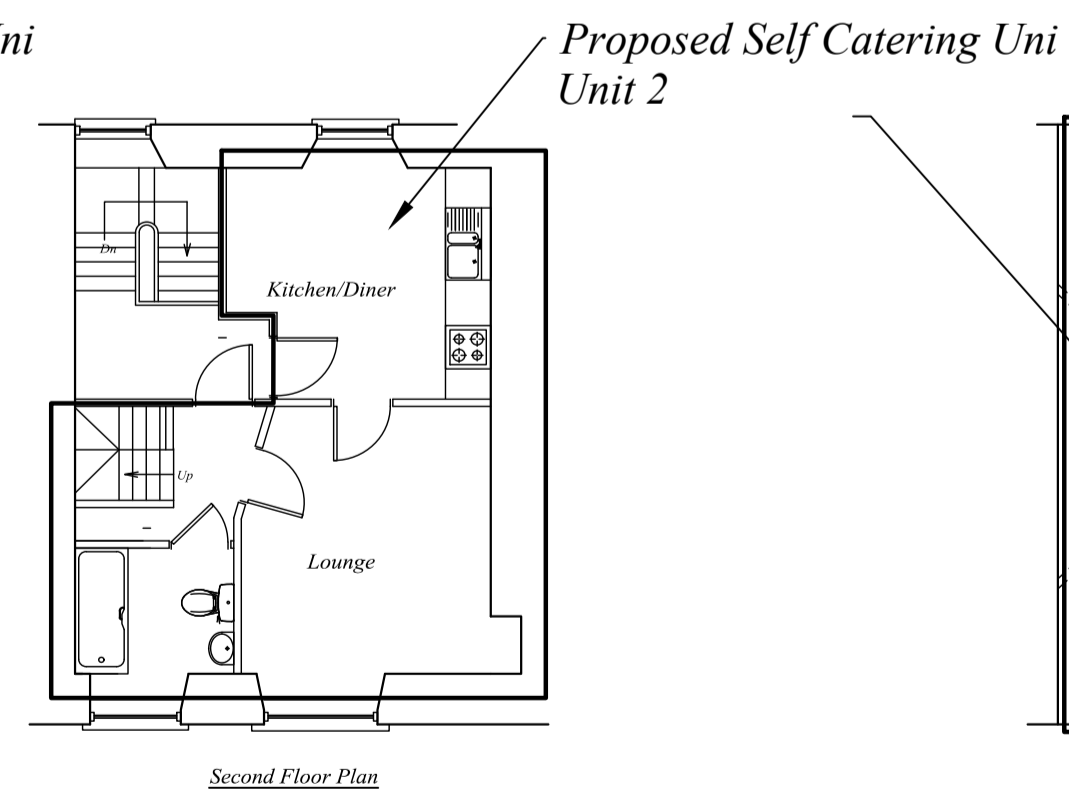 ni
Proposed Self Catering Uni
Unit 2
Dn
Kitchen/Diner
Up
Lounge
Second Floor Plan